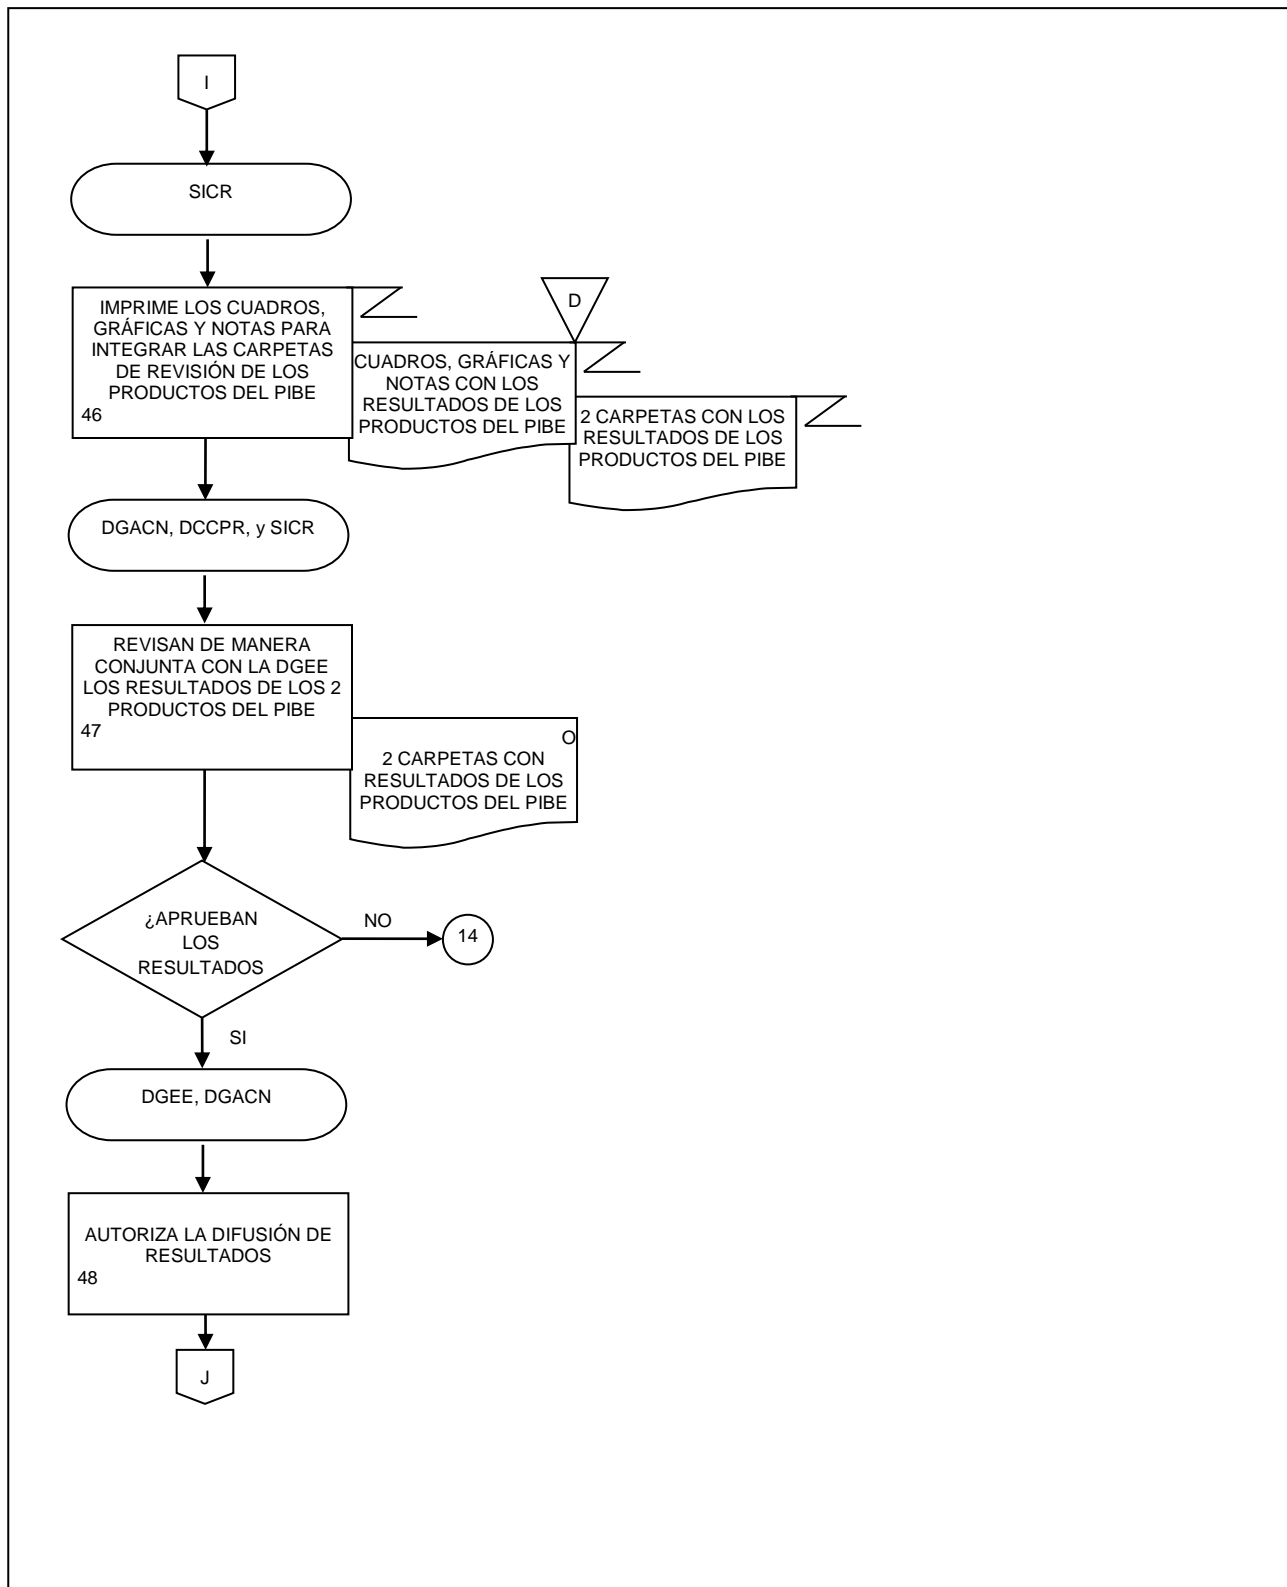 I
SICR
IMPRIME LOS CUADROS,
GRÁFICAS Y NOTAS PARA
INTEGRAR LAS CARPETAS
DE REVISIÓN DE LOS
PRODUCTOS DEL PIBE
46
D
CUADROS, GRÁFICAS Y
NOTAS CON LOS
RESULTADOS DE LOS
PRODUCTOS DEL PIBE
2 CARPETAS CON LOS
RESULTADOS DE LOS
PRODUCTOS DEL PIBE
DGACN, DCCPR, y SICR
REVISAN DE MANERA
CONJUNTA CON LA DGEE
LOS RESULTADOS DE LOS 2
PRODUCTOS DEL PIBE
47
O
2 CARPETAS CON
RESULTADOS DE LOS
PRODUCTOS DEL PIBE
¿APRUEBAN
LOS
RESULTADOS
NO
14
SI
DGEE, DGACN
AUTORIZA LA DIFUSIÓN DE
RESULTADOS
48
J